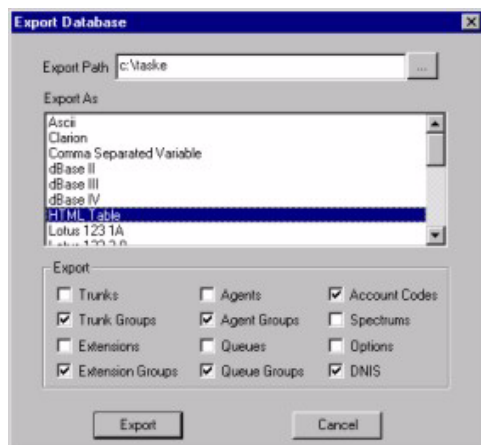 Export Database
Export Path c:\taske ...
Export As
Ascii
Clarion
Comma Separated Variable
dBase II
dBase III
dBase IV
HTML Table
Lotus 123 1A
Export
Trunks Agents Account Codes
Trunk Groups Agent Groups Spectrums
Extensions Queues Options
Extension Groups Queue Groups DNIS
Export Cancel